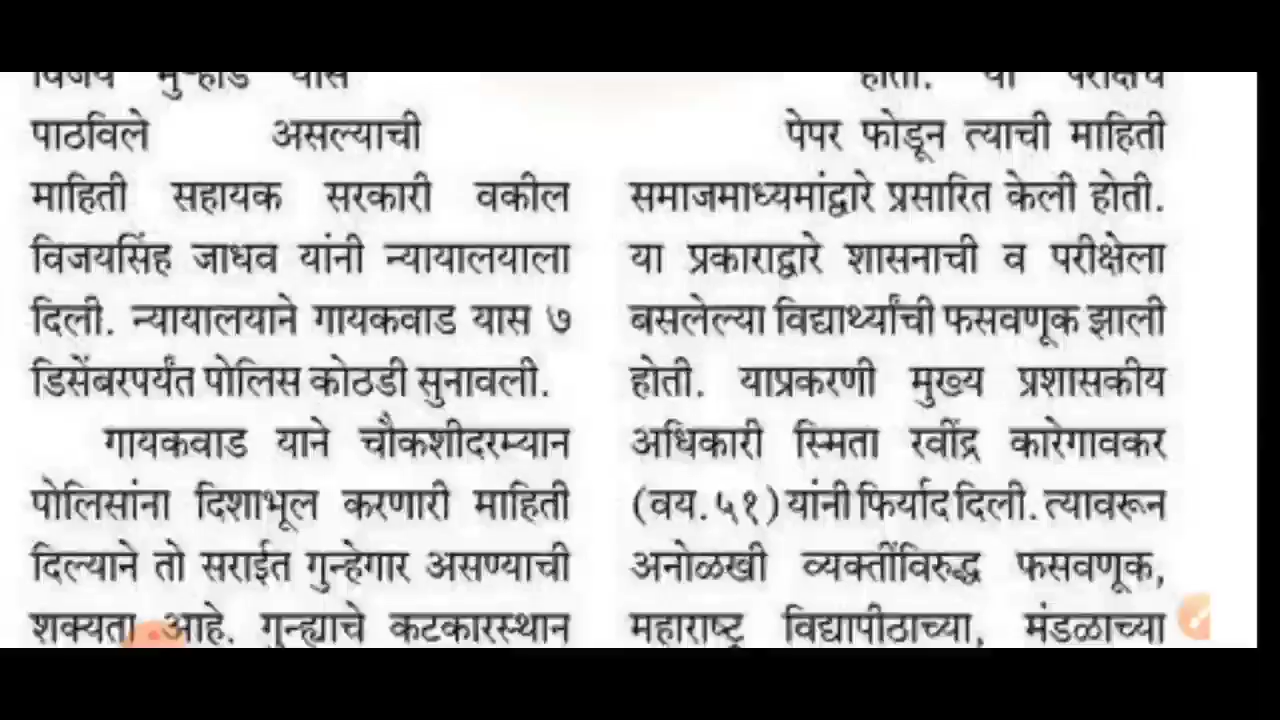 विजय मुऱ्हाडे यास
पाठविले असल्याची
माहिती सहायक सरकारी वकील
विजयसिंह जाधव यांनी न्यायालयाला
दिली. न्यायालयाने गायकवाड यास ७
डिसेंबरपर्यंत पोलिस कोठडी सुनावली.
गायकवाड याने चौकशीदरम्यान
पोलिसांना दिशाभूल करणारी माहिती
दिल्याने तो सराईत गुन्हेगार असण्याची
शक्यता आहे. गुन्ह्याचे कटकारस्थान
होती. या परीक्षेचे
पेपर फोडून त्याची माहिती
समाजमाध्यमांद्वारे प्रसारित केली होती.
या प्रकाराद्वारे शासनाची व परीक्षेला
बसलेल्या विद्यार्थ्यांची फसवणूक झाली
होती. याप्रकरणी मुख्य प्रशासकीय
अधिकारी स्मिता रवींद्र कारेगावकर
(वय.५१) यांनी फिर्याद दिली. त्यावरून
अनोळखी व्यक्तींविरुद्ध फसवणूक,
महाराष्ट्र विद्यापीठाच्या, मंडळाच्या